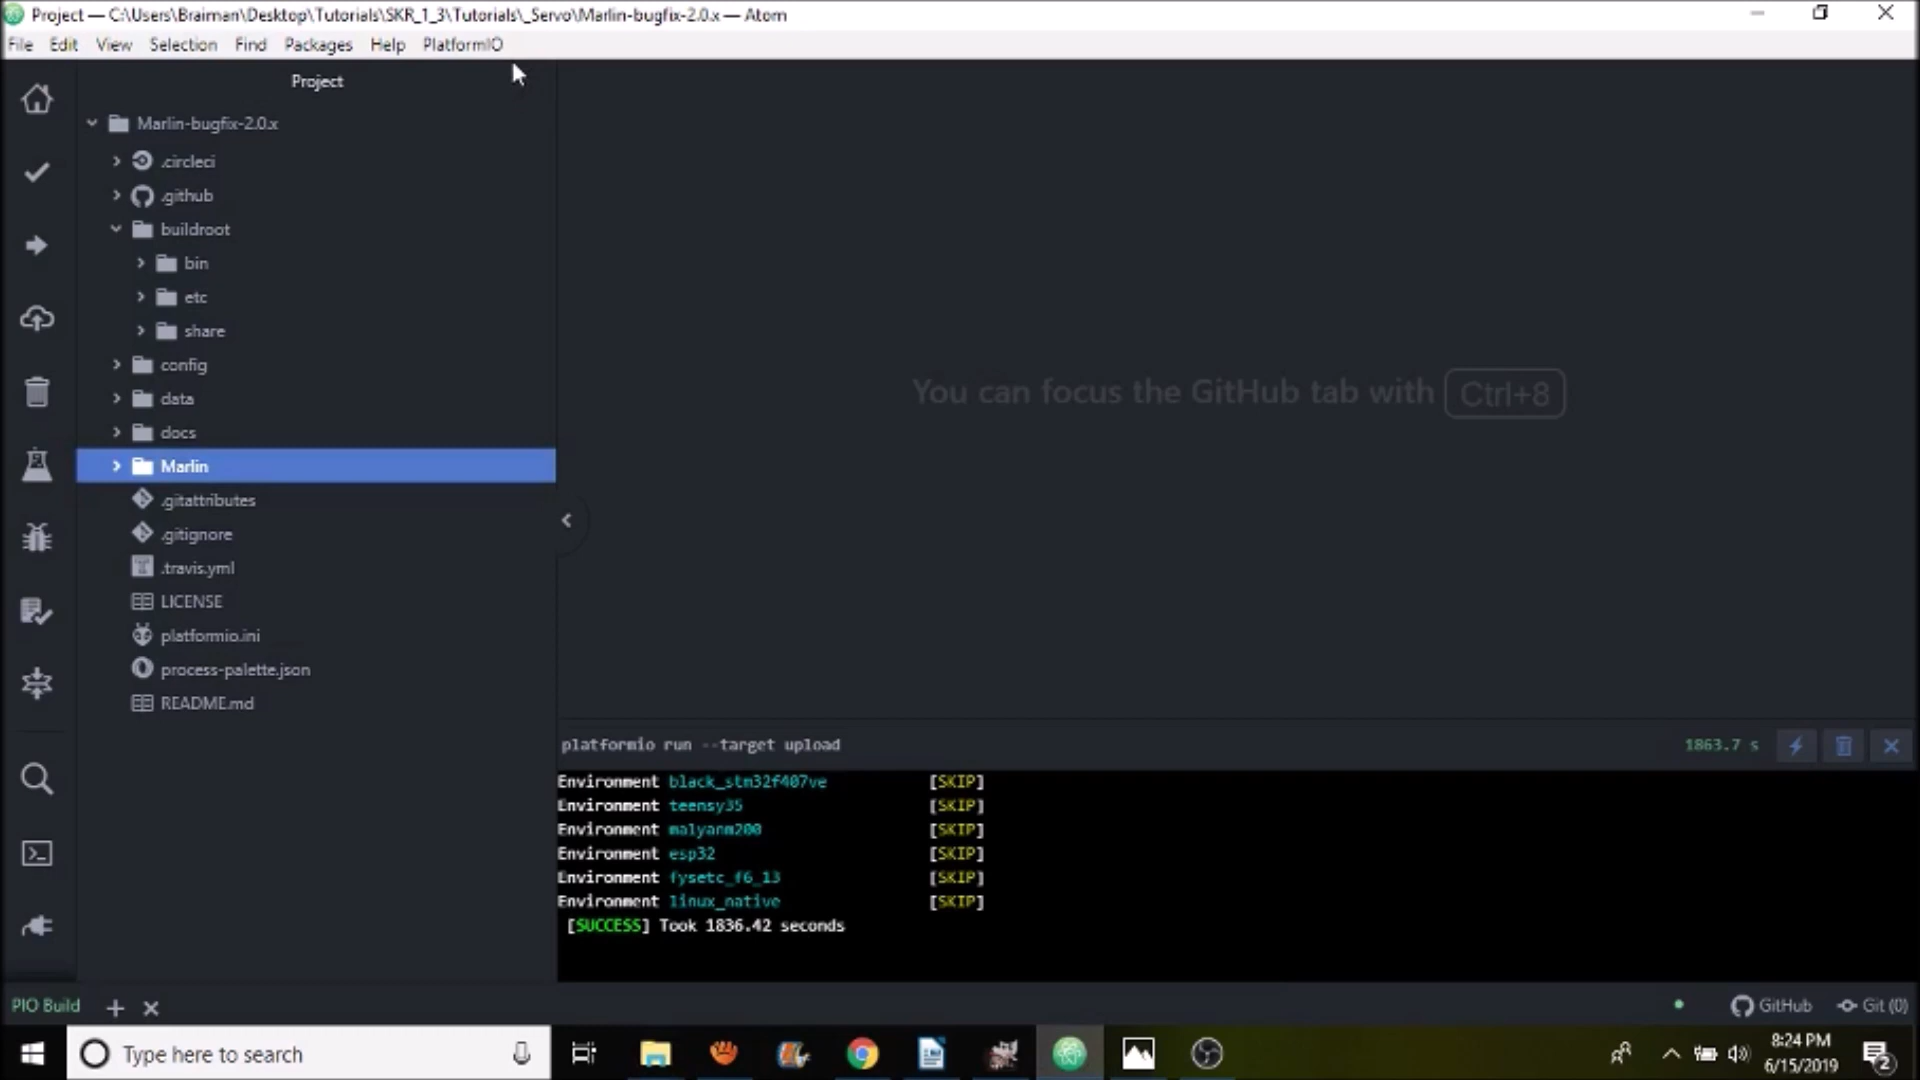 Project — C:\Users\Braiman\Desktop\Tutorials\SKR_1_3\Tutorials\_Servo\Marlin-bugfix-2.0.x — Atom
File Edit View Selection Find Packages Help PlatformIO
Project
Marlin-bugfix-2.0.x
.circleci
.github
buildroot
bin
etc
share
config
data
docs
Marlin
.gitattributes
.gitignore
.travis.yml
LICENSE
platformio.ini
process-palette.json
README.md
You can focus the GitHub tab with Ctrl+8
platformio run --target upload 1863.7 s
Environment black_stm32f407ve [SKIP]
Environment teensy35 [SKIP]
Environment malyanm200 [SKIP]
Environment esp32 [SKIP]
Environment fysetc_f6_13 [SKIP]
Environment linux_native [SKIP]
[SUCCESS] Took 1836.42 seconds
PIO Build GitHub Git (0)
Type here to search
8:24 PM
6/15/2019
2